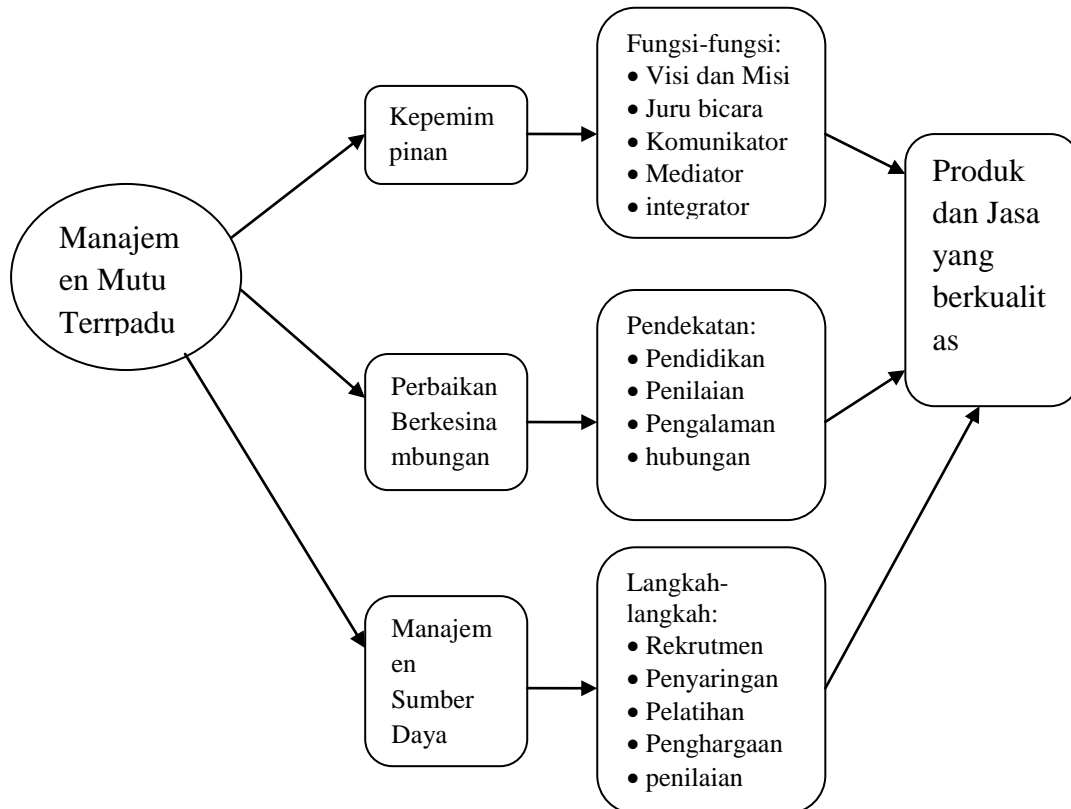 Manajem
en Mutu
Terrpadu
Kepemim
pinan
Fungsi-fungsi:
• Visi dan Misi
• Juru bicara
• Komunikator
• Mediator
• integrator
Perbaikan
Berkesina
mbungan
Pendekatan:
• Pendidikan
• Penilaian
• Pengalaman
• hubungan
Manajem
en
Sumber
Daya
Langkah-
langkah:
• Rekrutmen
• Penyaringan
• Pelatihan
• Penghargaan
• penilaian
Produk
dan Jasa
yang
berkualit
as